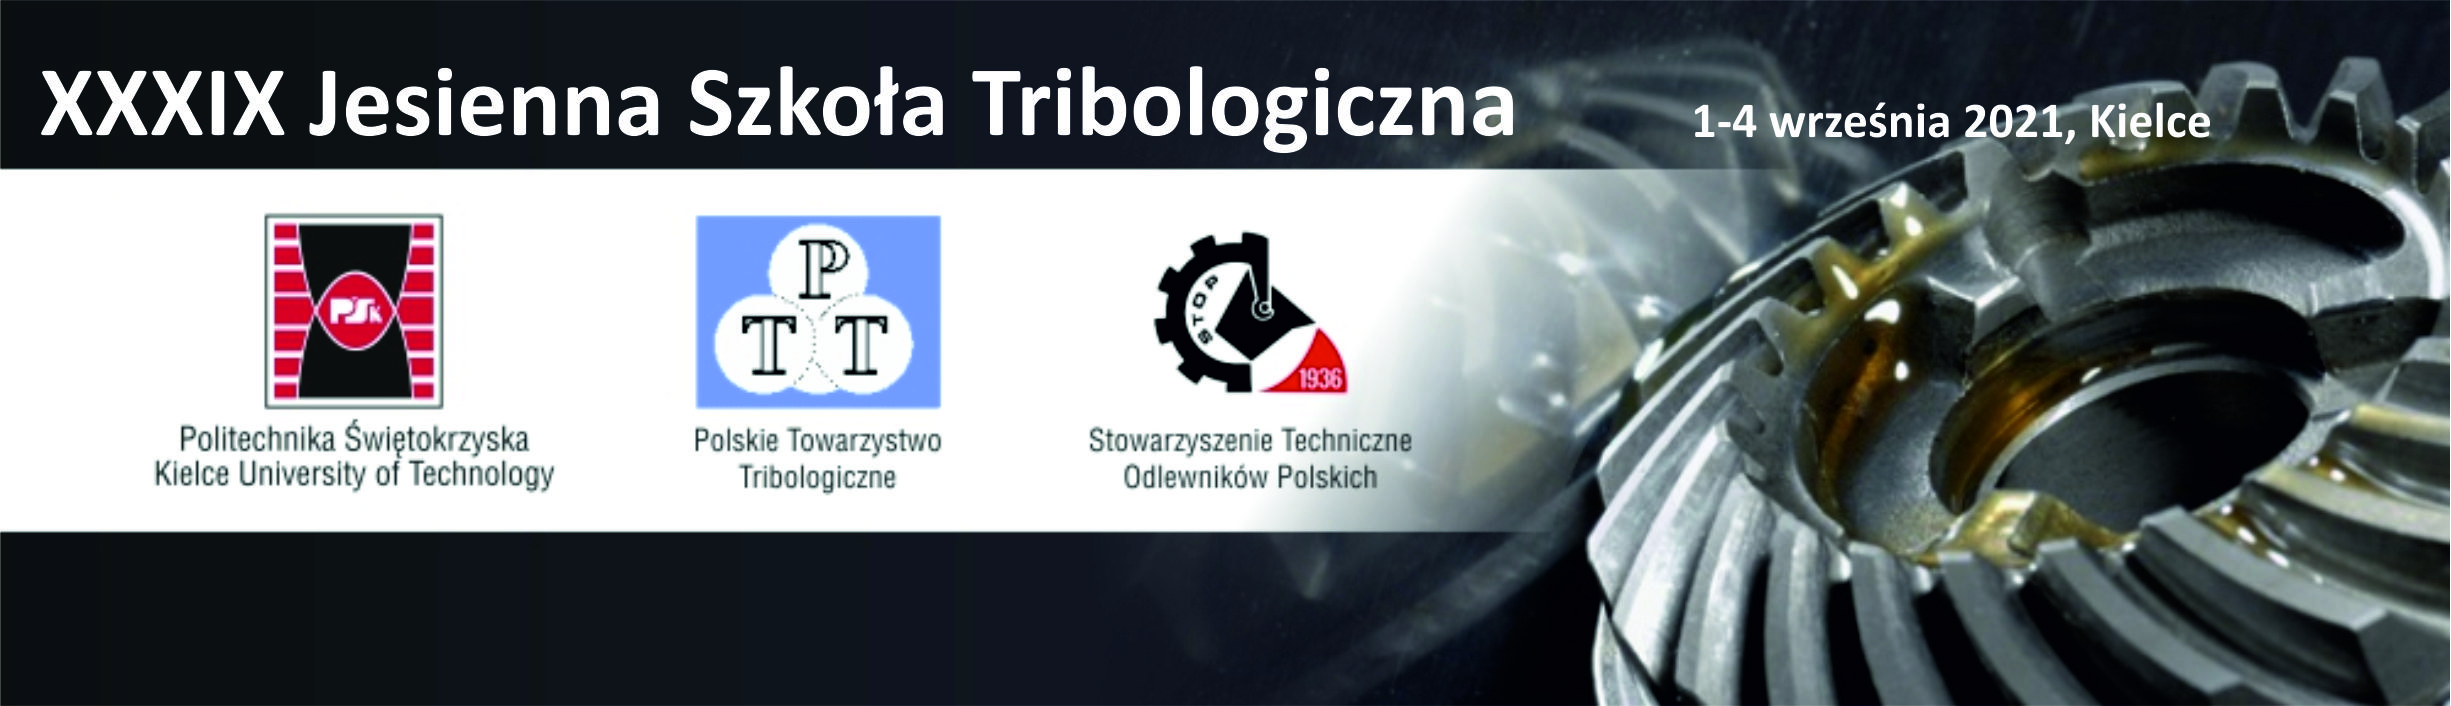 XXXIX Jesienna Szkoła Tribologiczna
1-4 września 2021, Kielce
PŚk
P
T T
STOP
1936
Politechnika Świętokrzyska
Kielce University of Technology
Polskie Towarzystwo
Tribologiczne
Stowarzyszenie Techniczne
Odlewników Polskich